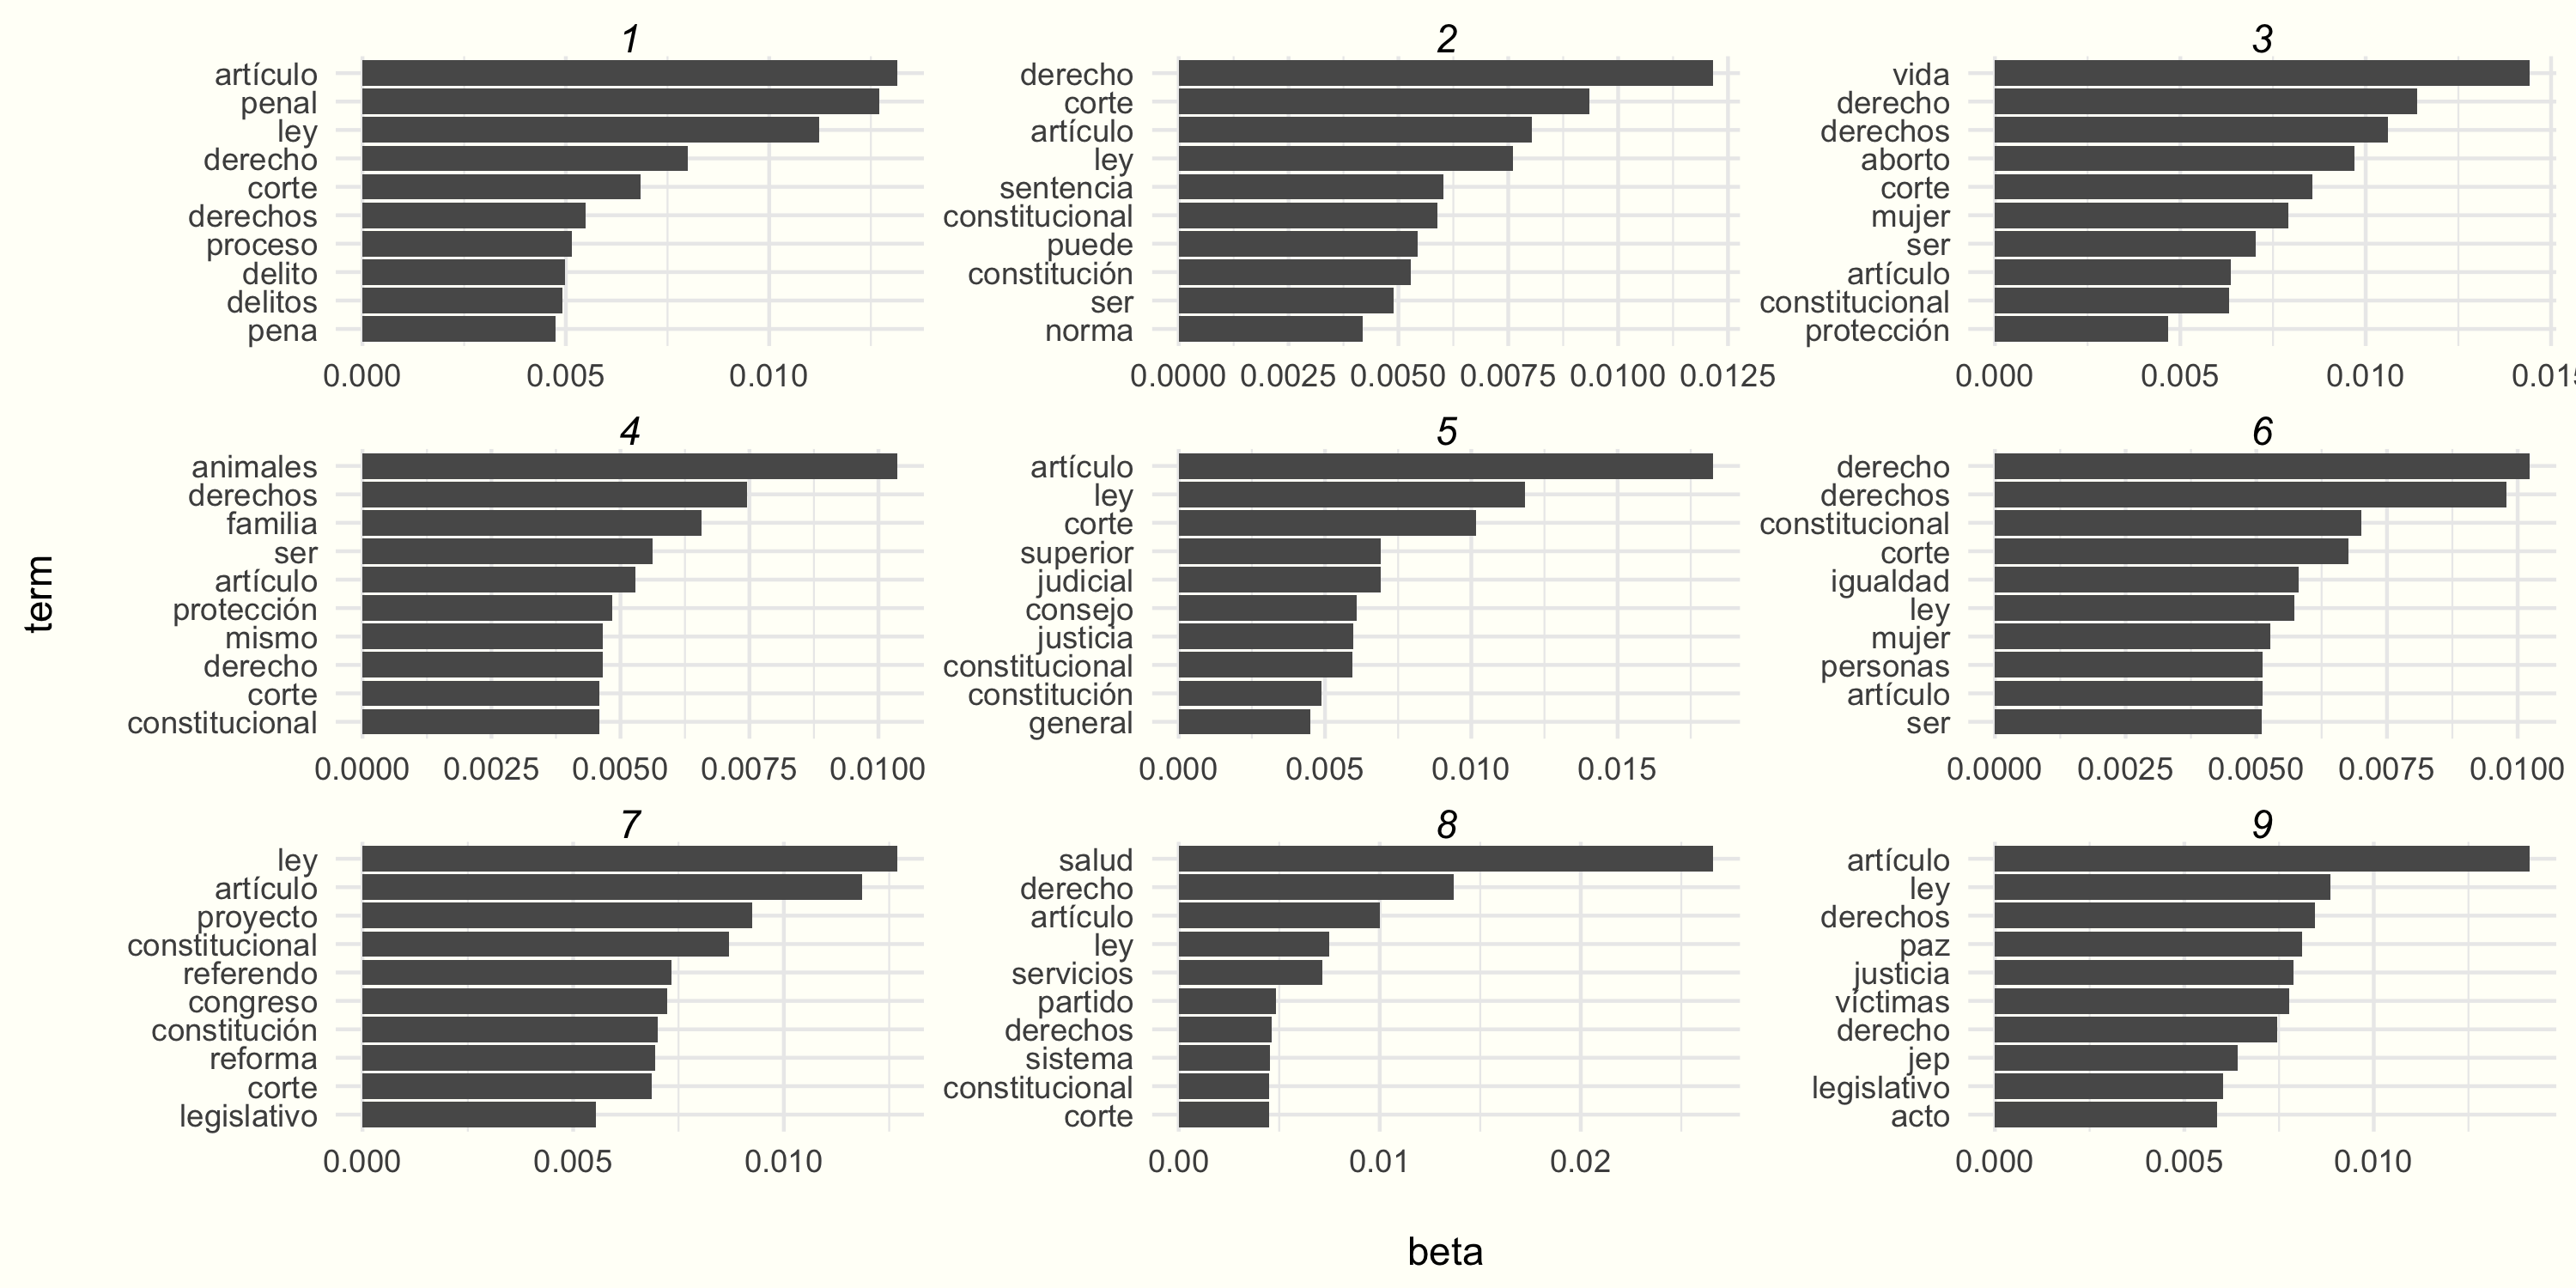 1
artículo
penal
ley
derecho
corte
derechos
proceso
delito
delitos
pena
0.000 0.005 0.010
2
derecho
corte
artículo
ley
sentencia
constitucional
puede
constitución
ser
norma
0.0000 0.0025 0.0050 0.0075 0.0100 0.0125
3
vida
derecho
derechos
aborto
corte
mujer
ser
artículo
constitucional
protección
0.000 0.005 0.010 0.015
4
animales
derechos
familia
ser
artículo
protección
mismo
derecho
corte
constitucional
0.0000 0.0025 0.0050 0.0075 0.0100
5
artículo
ley
corte
superior
judicial
consejo
justicia
constitucional
constitución
general
0.000 0.005 0.010 0.015
6
derecho
derechos
constitucional
corte
igualdad
ley
mujer
personas
artículo
ser
0.0000 0.0025 0.0050 0.0075 0.0100
7
ley
artículo
proyecto
constitucional
referendo
congreso
constitución
reforma
corte
legislativo
0.000 0.005 0.010
8
salud
derecho
artículo
ley
servicios
partido
derechos
sistema
constitucional
corte
0.00 0.01 0.02
9
artículo
ley
derechos
paz
justicia
víctimas
derecho
jep
legislativo
acto
0.000 0.005 0.010
term
beta